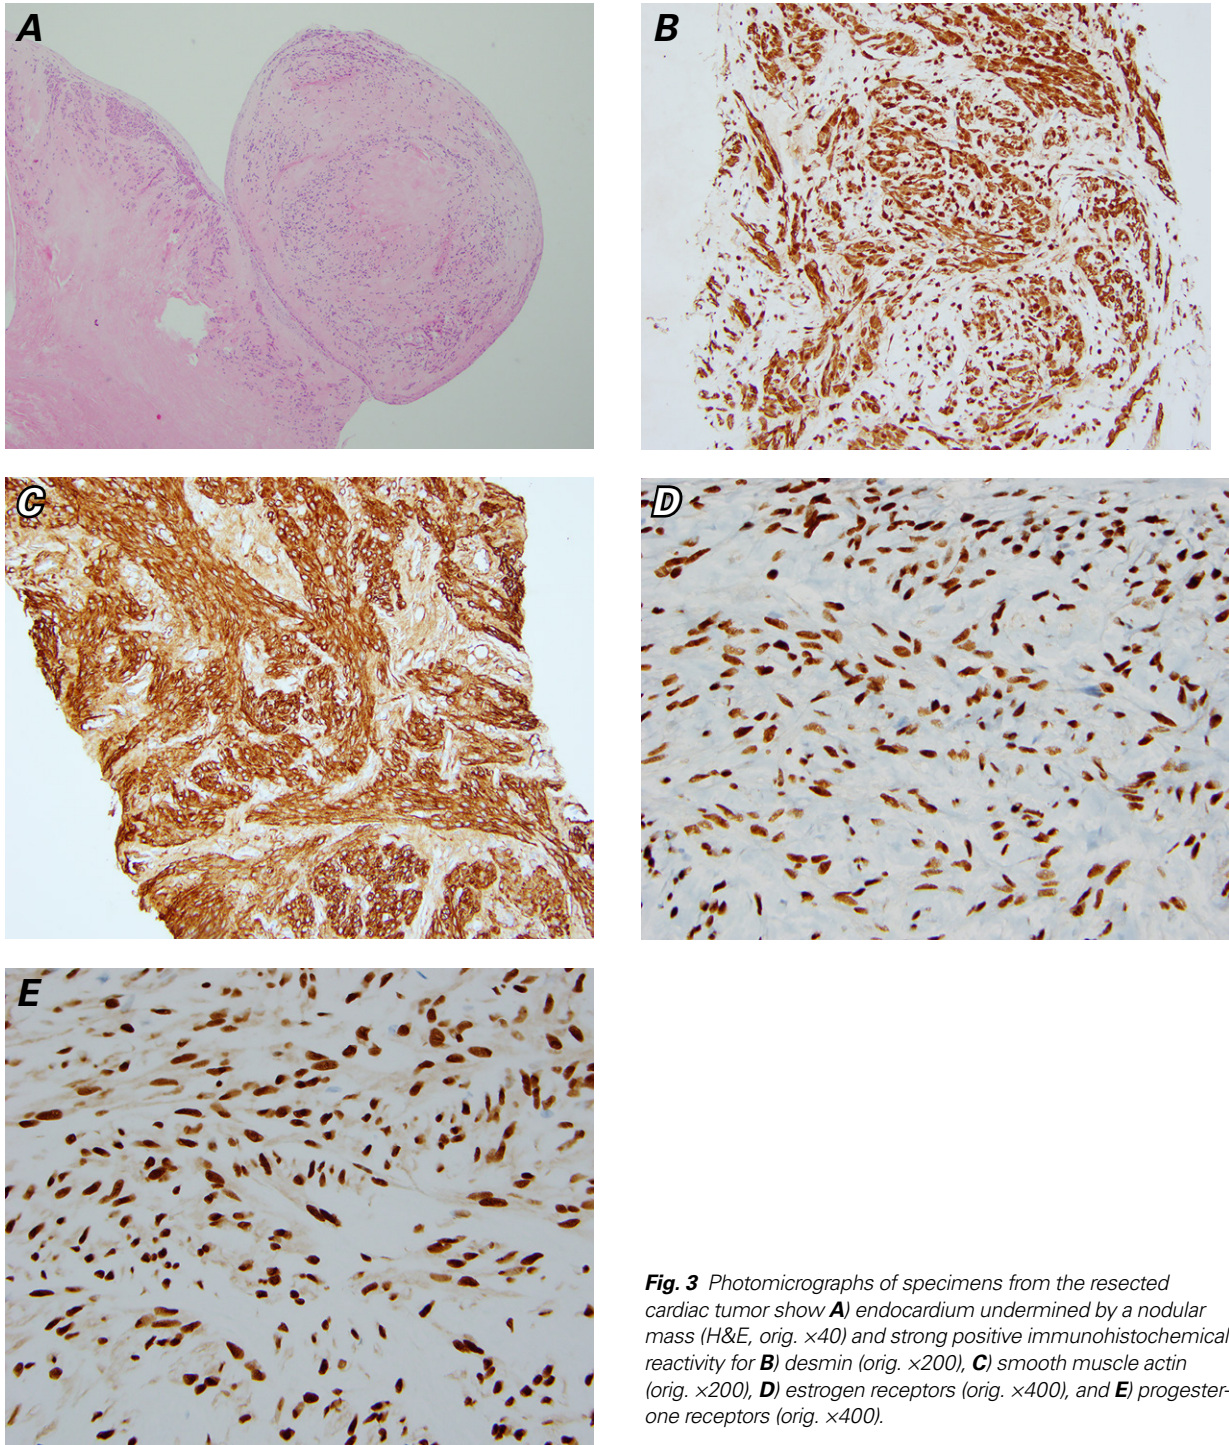 A
B
C
D
E
Fig. 3 Photomicrographs of specimens from the resected
cardiac tumor show A) endocardium undermined by a nodular
mass (H&E, orig. ×40) and strong positive immunohistochemical
reactivity for B) desmin (orig. ×200), C) smooth muscle actin
(orig. ×200), D) estrogen receptors (orig. ×400), and E) progester-
one receptors (orig. ×400).